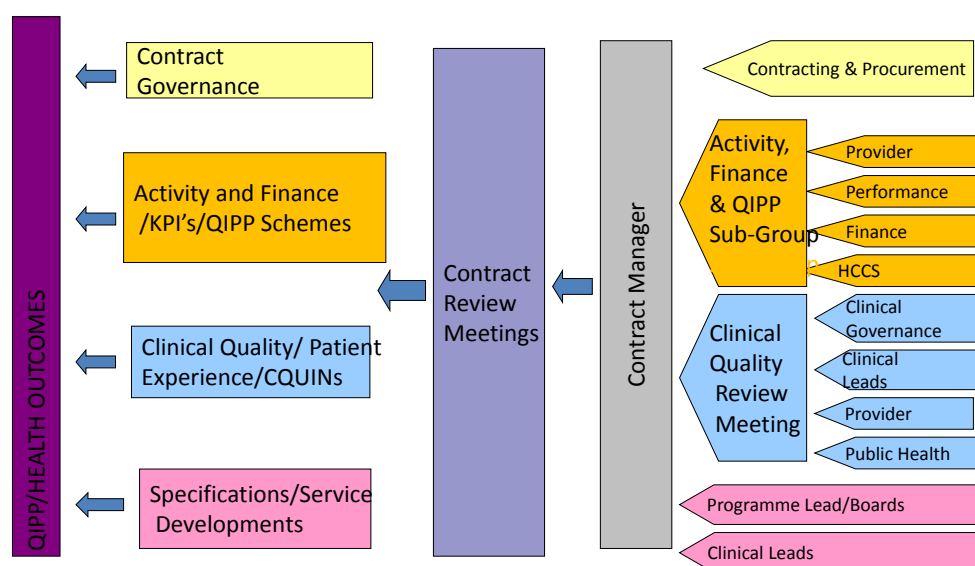 QIPP/HEALTH OUTCOMES
Contract
Governance
Activity and Finance
/KPI's/QIPP Schemes
Clinical Quality/ Patient
Experience/CQUINs
Specifications/Service
Developments
Contract
Review
Meetings
Contract Manager
Contracting & Procurement
Activity,
Finance
& QIPP
Sub-Group
Provider
Performance
Finance
HCCS
Clinical
Quality
Review
Meeting
Clinical
Governance
Clinical
Leads
Provider
Public Health
Programme Lead/Boards
Clinical Leads